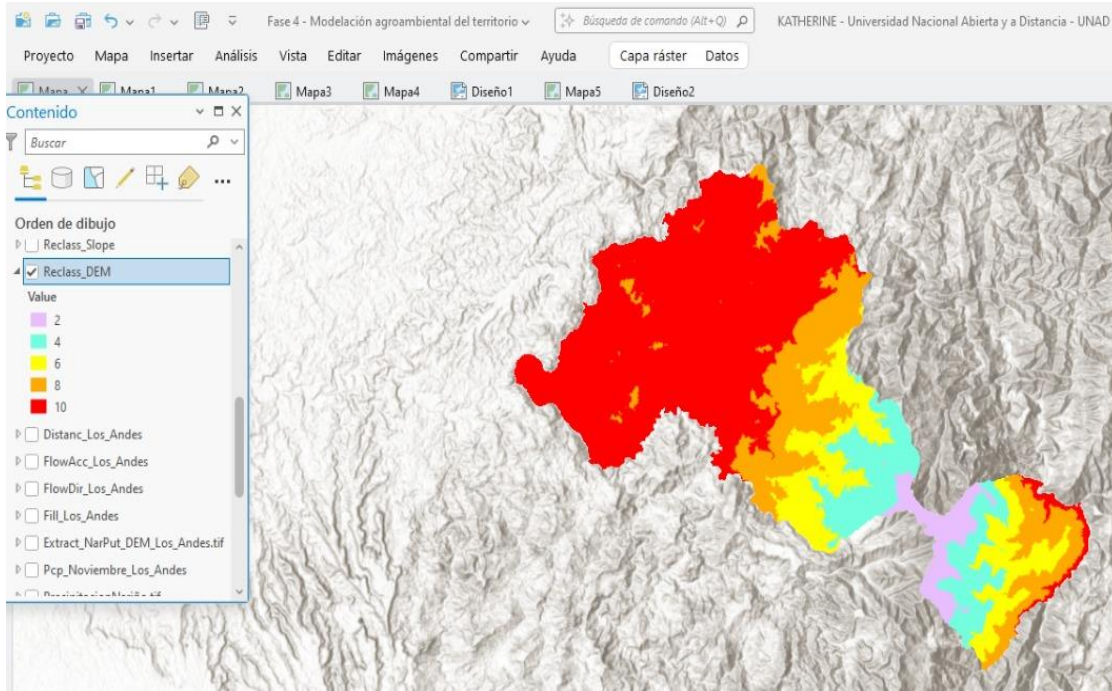 Fase 4 - Modelación agroambiental del territorio
Búsqueda de comando (Alt+Q)
KATHERINE - Universidad Nacional Abierta y a Distancia - UNAD
Proyecto Mapa Insertar Análisis Vista Editar Imágenes Compartir Ayuda Capa ráster Datos
Mapa Mapa1 Mapa2 Mapa3 Mapa4 Diseño1 Mapa5 Diseño2
Contenido
Buscar
Orden de dibujo
Reclass_Slope
Reclass_DEM
Value
2
4
6
8
10
Distanc_Los_Andes
FlowAcc_Los_Andes
FlowDir_Los_Andes
Fill_Los_Andes
Extract_NarPut_DEM_Los_Andes.tif
Pcp_Noviembre_Los_Andes